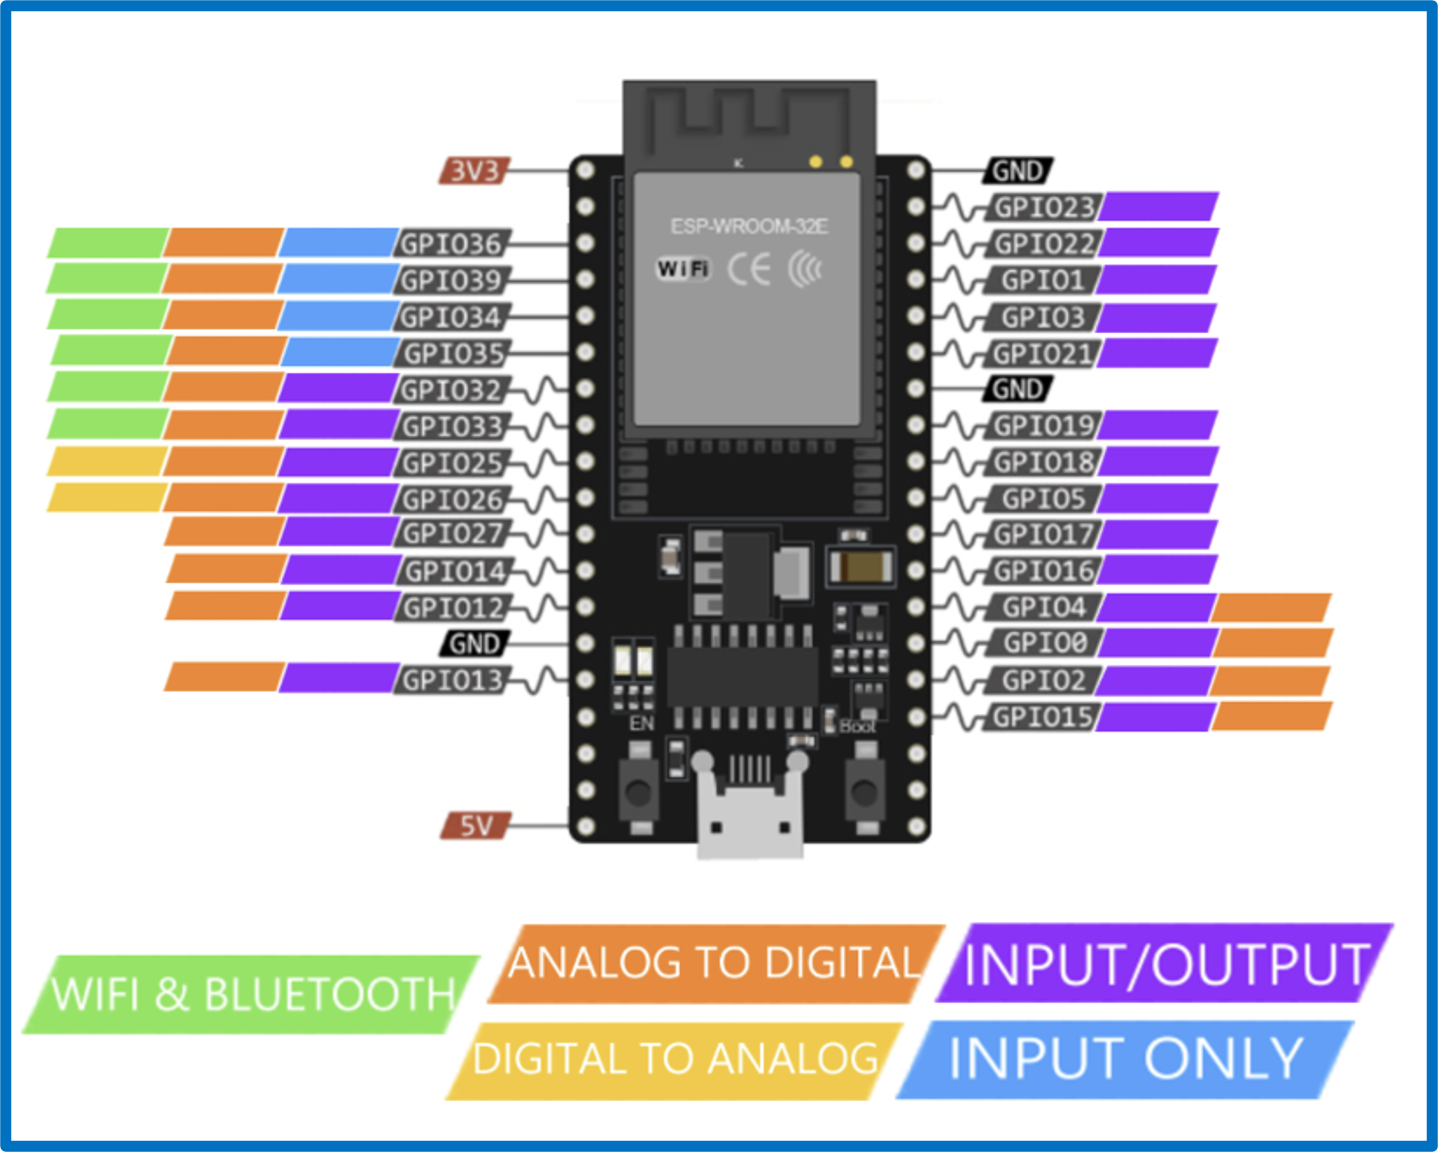 3V3
GND
GPIO23
GPIO36
GPIO22
GPIO39
GPIO1
GPIO34
GPIO3
GPIO35
GPIO21
GPIO32
GND
GPIO33
GPIO19
GPIO25
GPIO18
GPIO26
GPIO5
GPIO27
GPIO17
GPIO14
GPIO16
GPIO12
GPIO4
GND
GPIO0
GPIO13
GPIO2
GPIO15
5V
K
ESP-WROOM-32E
WiFi CE
EN
Boot
ANALOG TO DIGITAL
INPUT/OUTPUT
WIFI & BLUETOOTH
DIGITAL TO ANALOG
INPUT ONLY